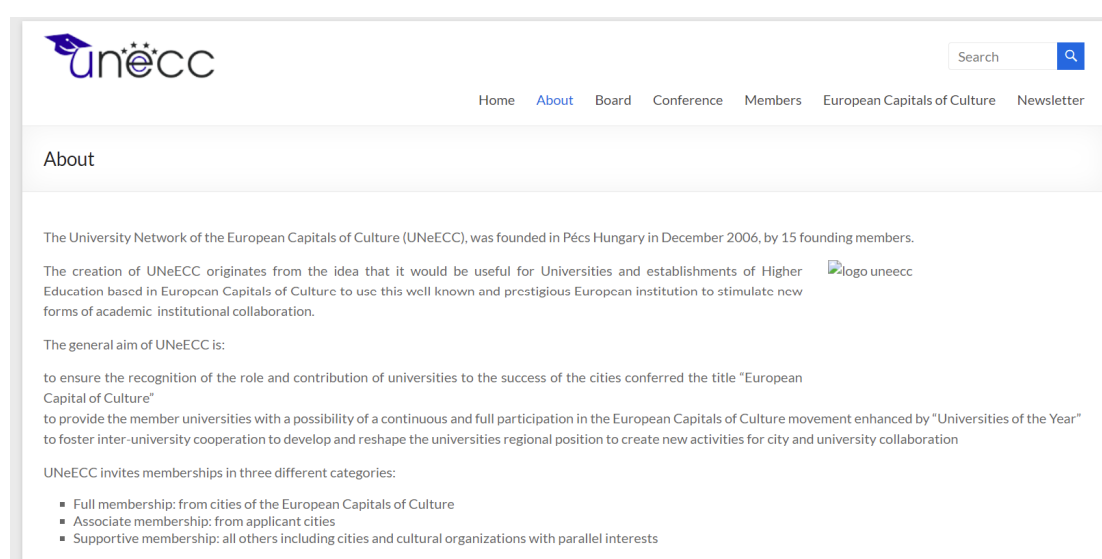 unëcc
Search
Home About Board Conference Members European Capitals of Culture Newsletter
About
The University Network of the European Capitals of Culture (UNeECC), was founded in Pécs Hungary in December 2006, by 15 founding members.
The creation of UNeECC originates from the idea that it would be useful for Universities and establishments of Higher
logo uneecc
Education based in European Capitals of Culture to use this well known and prestigious European institution to stimulate new
forms of academic institutional collaboration.
The general aim of UNeECC is:
to ensure the recognition of the role and contribution of universities to the success of the cities conferred the title “European
Capital of Culture”
to provide the member universities with a possibility of a continuous and full participation in the European Capitals of Culture movement enhanced by “Universities of the Year”
to foster inter-university cooperation to develop and reshape the universities regional position to create new activities for city and university collaboration
UNeECC invites memberships in three different categories:
▪ Full membership: from cities of the European Capitals of Culture
▪ Associate membership: from applicant cities
▪ Supportive membership: all others including cities and cultural organizations with parallel interests